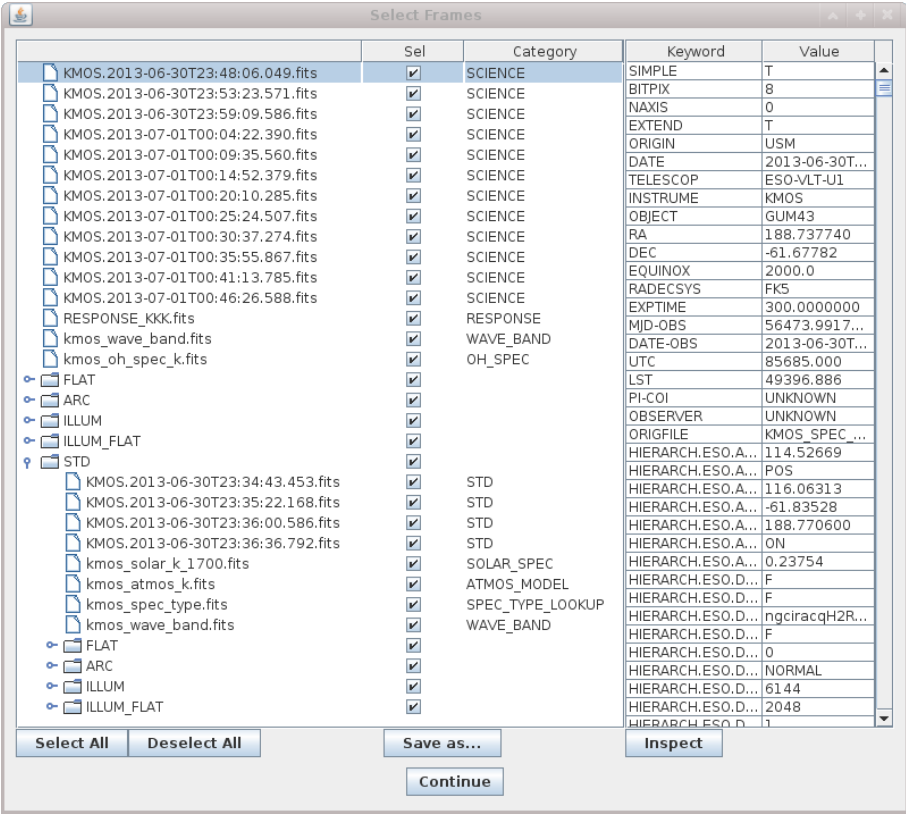 Select Frames
Sel Category
KMOS.2013-06-30T23:48:06.049.fits SCIENCE
KMOS.2013-06-30T23:53:23.571.fits SCIENCE
KMOS.2013-06-30T23:59:09.586.fits SCIENCE
KMOS.2013-07-01T00:04:22.390.fits SCIENCE
KMOS.2013-07-01T00:09:35.560.fits SCIENCE
KMOS.2013-07-01T00:14:52.379.fits SCIENCE
KMOS.2013-07-01T00:20:10.285.fits SCIENCE
KMOS.2013-07-01T00:25:24.507.fits SCIENCE
KMOS.2013-07-01T00:30:37.274.fits SCIENCE
KMOS.2013-07-01T00:35:55.867.fits SCIENCE
KMOS.2013-07-01T00:41:13.785.fits SCIENCE
KMOS.2013-07-01T00:46:26.588.fits SCIENCE
RESPONSE_KKK.fits RESPONSE
kmos_wave_band.fits WAVE_BAND
kmos_oh_spec_k.fits OH_SPEC
FLAT
ARC
ILLUM
ILLUM_FLAT
STD
KMOS.2013-06-30T23:34:43.453.fits STD
KMOS.2013-06-30T23:35:22.168.fits STD
KMOS.2013-06-30T23:36:00.586.fits STD
KMOS.2013-06-30T23:36:36.792.fits STD
kmos_solar_k_1700.fits SOLAR_SPEC
kmos_atmos_k.fits ATMOS_MODEL
kmos_spec_type.fits SPEC_TYPE_LOOKUP
kmos_wave_band.fits WAVE_BAND
FLAT
ARC
ILLUM
ILLUM_FLAT
Keyword Value
SIMPLE T
BITPIX 8
NAXIS 0
EXTEND T
ORIGIN USM
DATE 2013-06-30T...
TELESCOP ESO-VLT-U1
INSTRUME KMOS
OBJECT GUM43
RA 188.737740
DEC -61.67782
EQUINOX 2000.0
RADECSYS FK5
EXPTIME 300.0000000
MJD-OBS 56473.9917...
DATE-OBS 2013-06-30T...
UTC 85685.000
LST 49396.886
PI-COI UNKNOWN
OBSERVER UNKNOWN
ORIGFILE KMOS_SPEC_...
HIERARCH.ESO.A... 114.52669
HIERARCH.ESO.A... POS
HIERARCH.ESO.A... 116.06313
HIERARCH.ESO.A... -61.83528
HIERARCH.ESO.A... 188.770600
HIERARCH.ESO.A... ON
HIERARCH.ESO.A... 0.23754
HIERARCH.ESO.D... F
HIERARCH.ESO.D... F
HIERARCH.ESO.D... ngciracqH2R...
HIERARCH.ESO.D... F
HIERARCH.ESO.D... 0
HIERARCH.ESO.D... NORMAL
HIERARCH.ESO.D... 6144
HIERARCH.ESO.D... 2048
HIERARCH.ESO.D... 1
Select All Deselect All Save as... Inspect
Continue